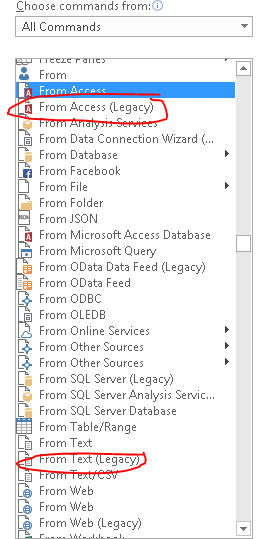 Choose commands from:
All Commands
Freeze Panes
From
From Access
From Access (Legacy)
From Analysis Services
From Data Connection Wizard (...
From Database
From Facebook
From File
From Folder
From JSON
From Microsoft Access Database
From Microsoft Query
From OData Data Feed (Legacy)
From OData Feed
From ODBC
From OLEDB
From Online Services
From Other Sources
From Other Sources
From SQL Server (Legacy)
From SQL Server Analysis Servic...
From SQL Server Database
From Table/Range
From Text
From Text (Legacy)
From Text/CSV
From Web
From Web
From Web (Legacy)
From Workbook